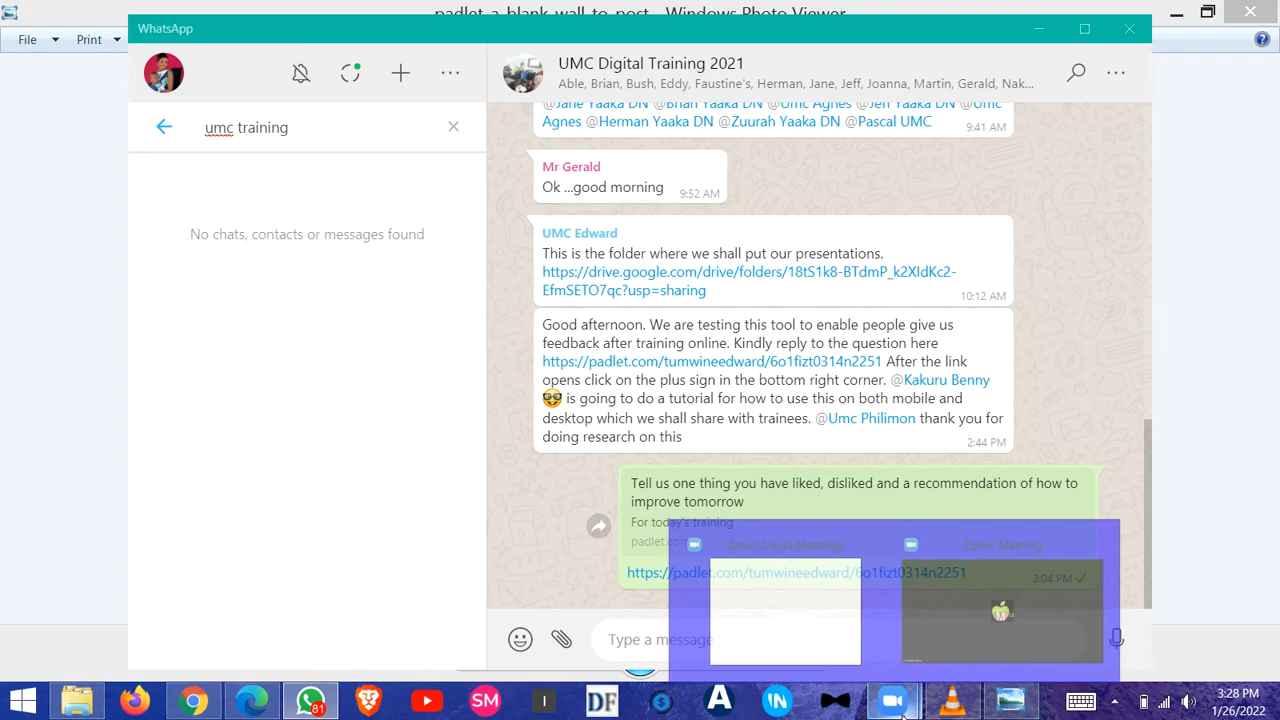 padlet_a_blank_wall_to_post - Windows Photo Viewer
File
Print
WhatsApp
umc training
No chats, contacts or messages found
UMC Digital Training 2021
Able, Brian, Bush, Eddy, Faustine's, Herman, Jane, Jeff, Joanna, Martin, Gerald, Nak...
@Jane Yaaka DN @Brian Yaaka DN @Umc Agnes @Jeff Yaaka DN @Umc
Agnes @Herman Yaaka DN @Zuurah Yaaka DN @Pascal UMC
9:41 AM
Mr Gerald
Ok ...good morning
9:52 AM
UMC Edward
This is the folder where we shall put our presentations.
https://drive.google.com/drive/folders/18tS1k8-BTdmP_k2XIdKc2-
EfmSETO7qc?usp=sharing
10:12 AM
Good afternoon. We are testing this tool to enable people give us
feedback after training online. Kindly reply to the question here
https://padlet.com/tumwineedward/6o1fizt0314n2251 After the link
opens click on the plus sign in the bottom right corner. @Kakuru Benny
🤓 is going to do a tutorial for how to use this on both mobile and
desktop which we shall share with trainees. @Umc Philimon thank you for
doing research on this
2:44 PM
Tell us one thing you have liked, disliked and a recommendation of how to
improve tomorrow
For today's training
padlet.com
https://padlet.com/tumwineedward/6o1fizt0314n2251
3:04 PM
Zoom Cloud Meetings
Zoom Meeting
Type a message
81
SM
I
DF
A
IN
3:28 PM
1/26/2022